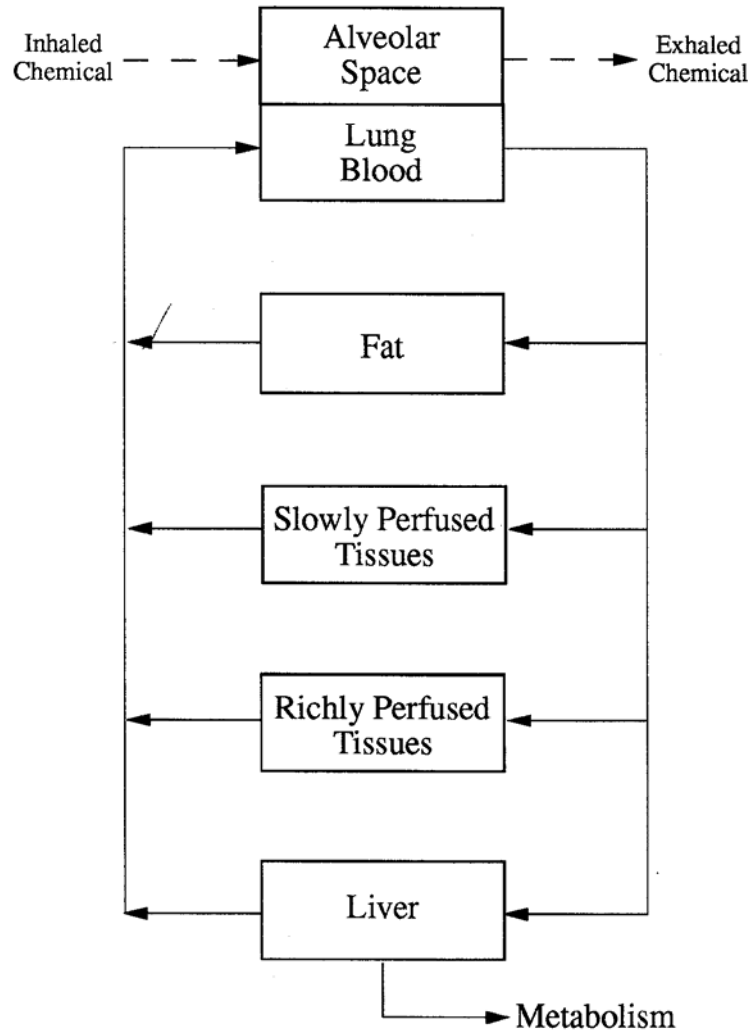 Inhaled
Chemical
Alveolar
Space
Exhaled
Chemical
Lung
Blood
Fat
Slowly Perfused
Tissues
Richly Perfused
Tissues
Liver
Metabolism